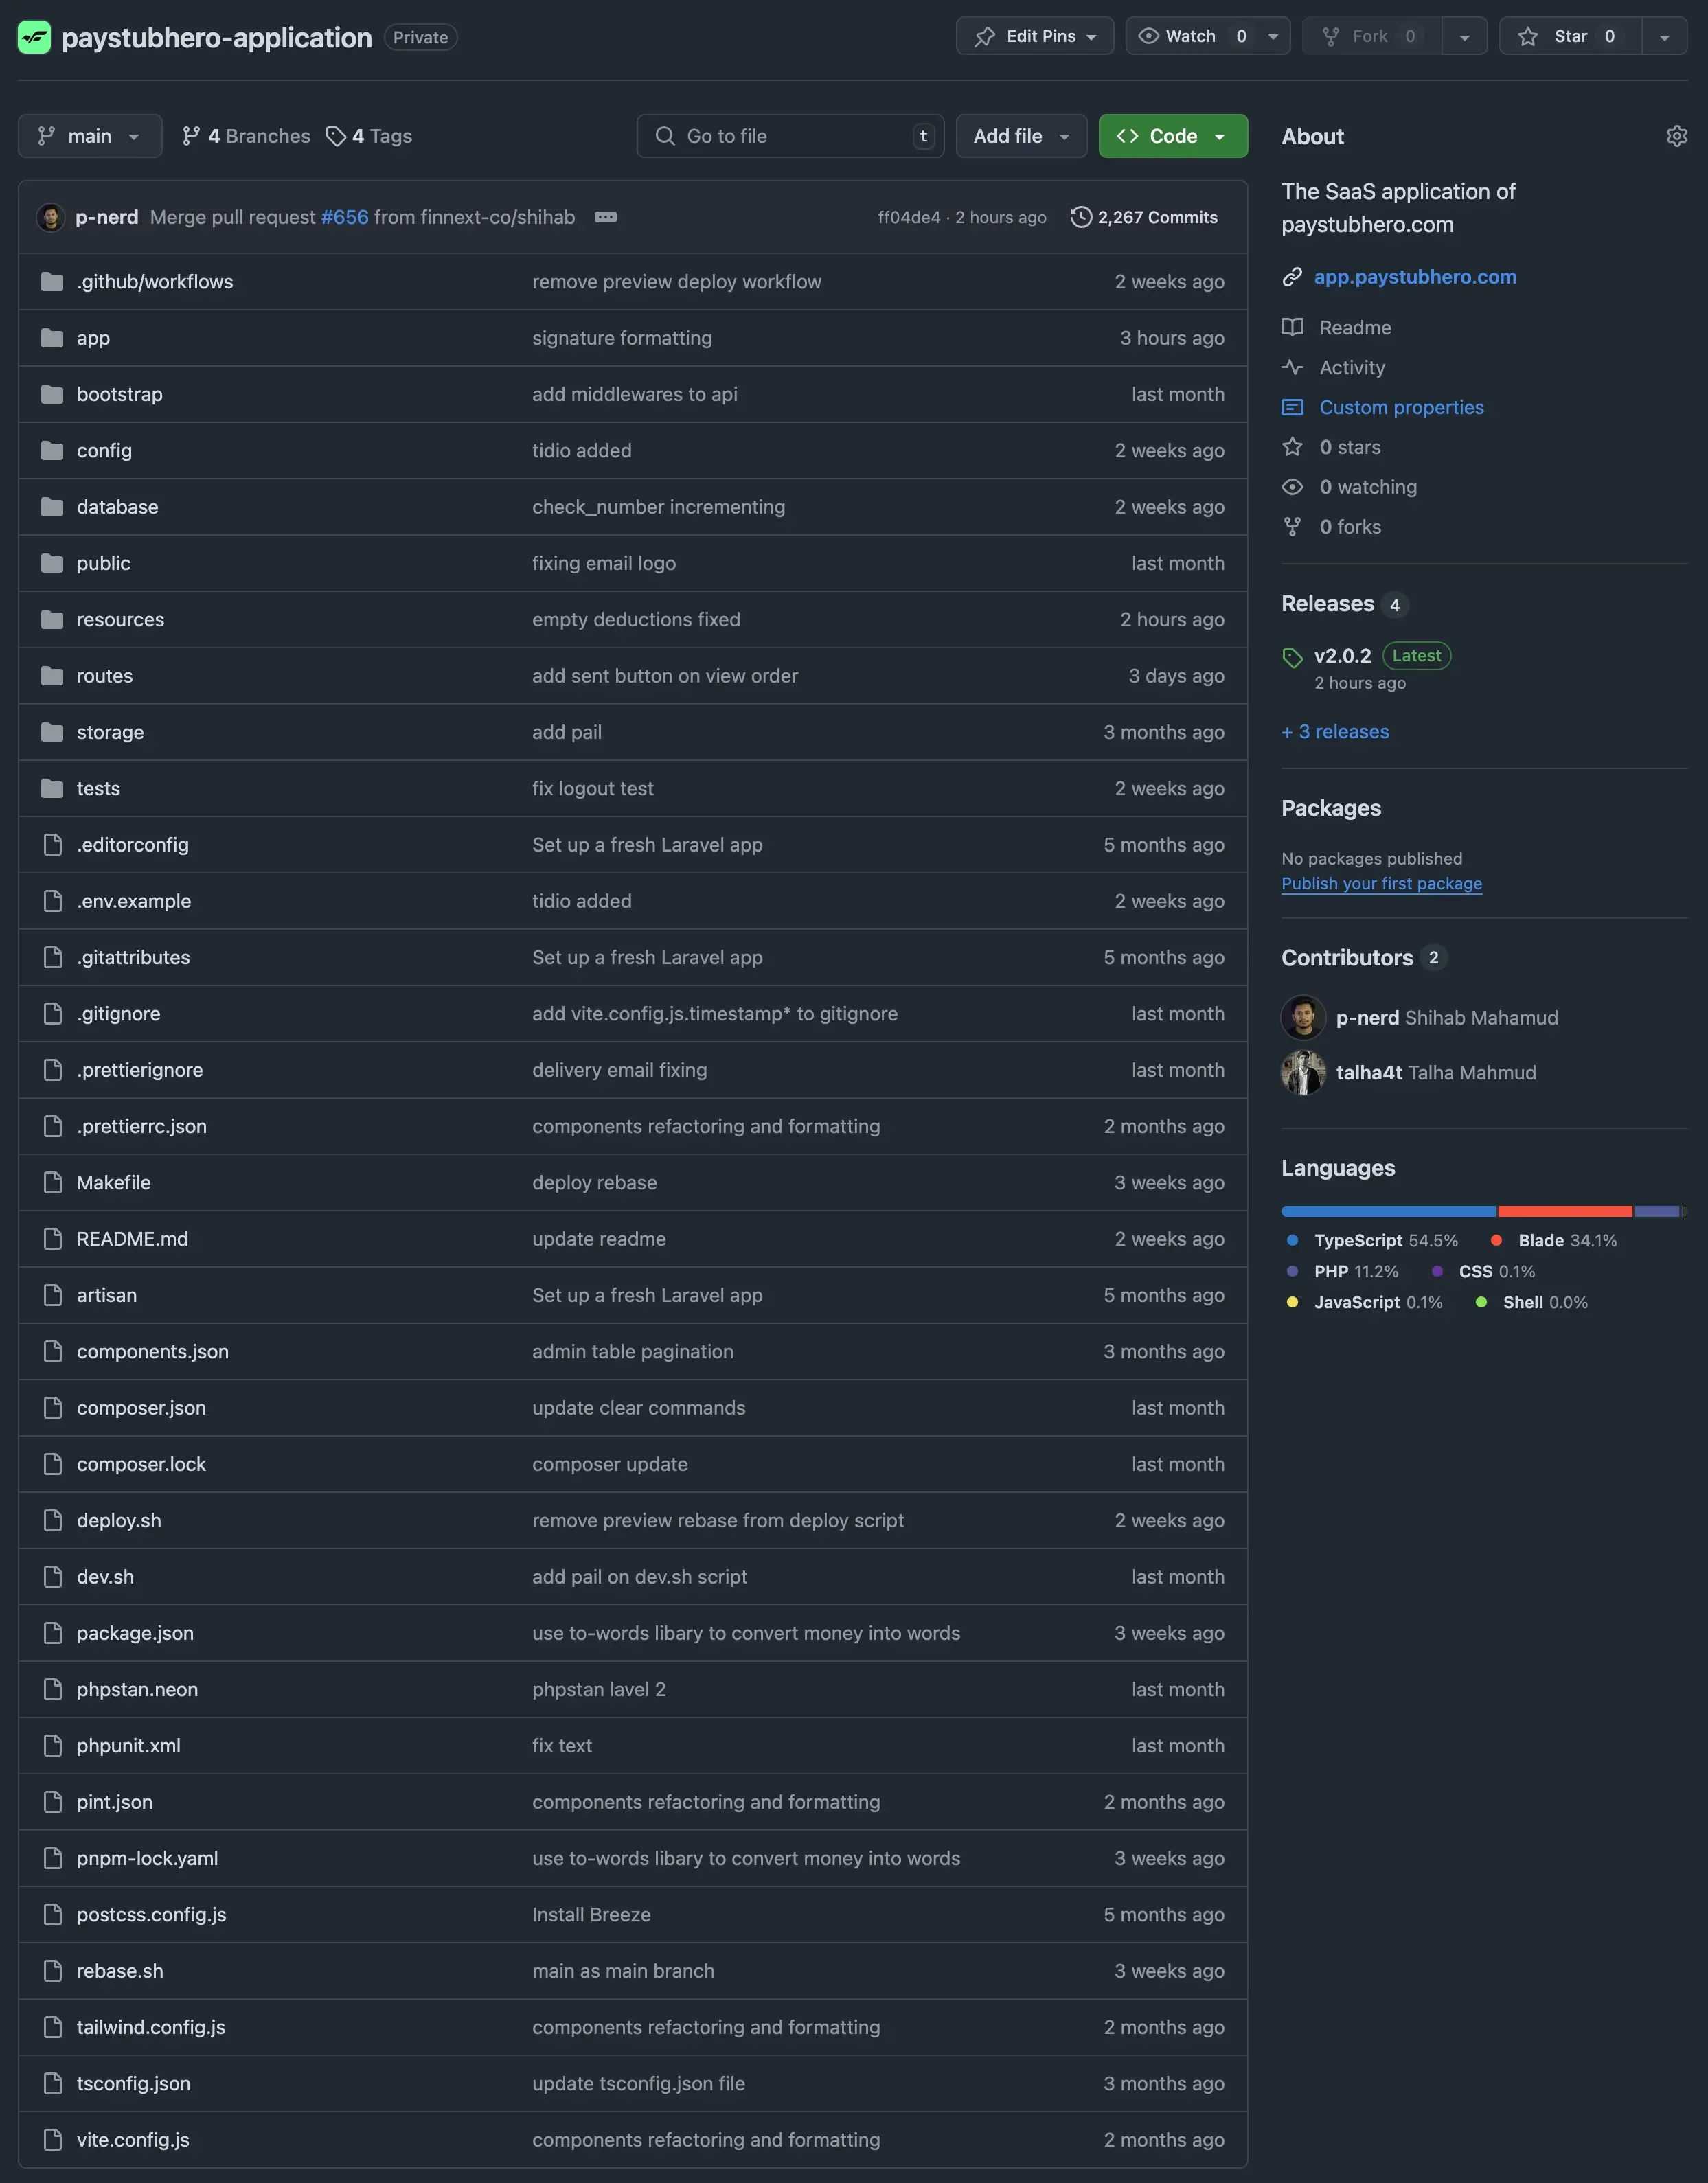 paystubhero-application Private Edit Pins Watch 0 Fork 0 Star 0
main 4 Branches 4 Tags Go to file t Add file Code
p-nerd Merge pull request #656 from finnext-co/shihab ff04de4 · 2 hours ago 2,267 Commits
.github/workflows remove preview deploy workflow 2 weeks ago
app signature formatting 3 hours ago
bootstrap add middlewares to api last month
config tidio added 2 weeks ago
database check_number incrementing 2 weeks ago
public fixing email logo last month
resources empty deductions fixed 2 hours ago
routes add sent button on view order 3 days ago
storage add pail 3 months ago
tests fix logout test 2 weeks ago
.editorconfig Set up a fresh Laravel app 5 months ago
.env.example tidio added 2 weeks ago
.gitattributes Set up a fresh Laravel app 5 months ago
.gitignore add vite.config.js.timestamp* to gitignore last month
.prettierignore delivery email fixing last month
.prettierrc.json components refactoring and formatting 2 months ago
Makefile deploy rebase 3 weeks ago
README.md update readme 2 weeks ago
artisan Set up a fresh Laravel app 5 months ago
components.json admin table pagination 3 months ago
composer.json update clear commands last month
composer.lock composer update last month
deploy.sh remove preview rebase from deploy script 2 weeks ago
dev.sh add pail on dev.sh script last month
package.json use to-words libary to convert money into words 3 weeks ago
phpstan.neon phpstan lavel 2 last month
phpunit.xml fix text last month
pint.json components refactoring and formatting 2 months ago
pnpm-lock.yaml use to-words libary to convert money into words 3 weeks ago
postcss.config.js Install Breeze 5 months ago
rebase.sh main as main branch 3 weeks ago
tailwind.config.js components refactoring and formatting 2 months ago
tsconfig.json update tsconfig.json file 3 months ago
vite.config.js components refactoring and formatting 2 months ago
About
The SaaS application of
paystubhero.com
app.paystubhero.com
Readme
Activity
Custom properties
0 stars
0 watching
0 forks
Releases 4
v2.0.2 Latest
2 hours ago
+ 3 releases
Packages
No packages published
Publish your first package
Contributors 2
p-nerd Shihab Mahamud
talha4t Talha Mahmud
Languages
TypeScript 54.5% Blade 34.1%
PHP 11.2% CSS 0.1%
JavaScript 0.1% Shell 0.0%